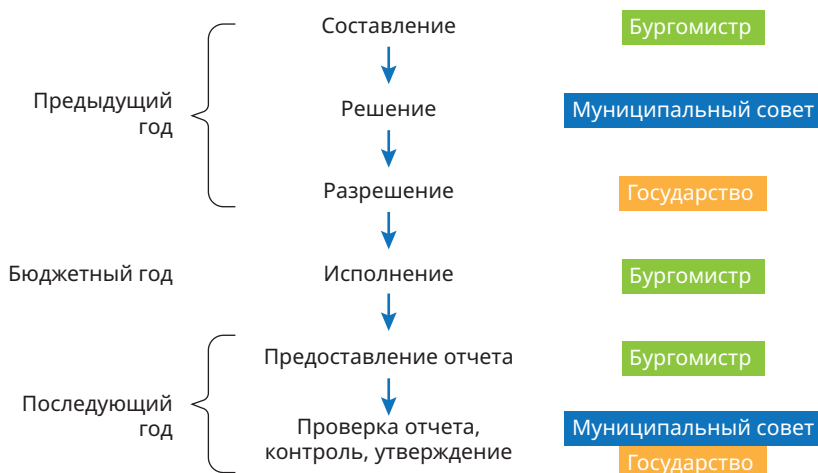 Составление
Бургомистр
Предыдущий
год
Решение
Муниципальный совет
Разрешение
Государство
Бюджетный год
Исполнение
Бургомистр
Предоставление отчета
Бургомистр
Последующий
год
Проверка отчета,
контроль, утверждение
Муниципальный совет
Государство